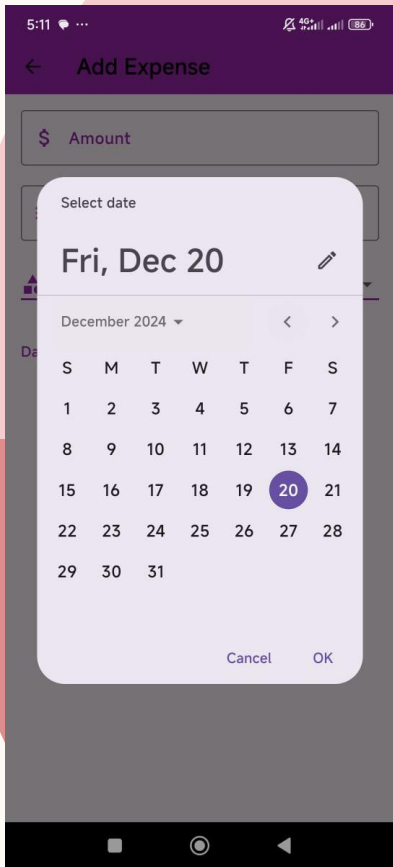 5:11 ··· 4G+ 86
Add Expense
$ Amount
Select date
Fri, Dec 20
December 2024
Da
S M T W T F S
1 2 3 4 5 6 7
8 9 10 11 12 13 14
15 16 17 18 19 20 21
22 23 24 25 26 27 28
29 30 31
Cancel OK